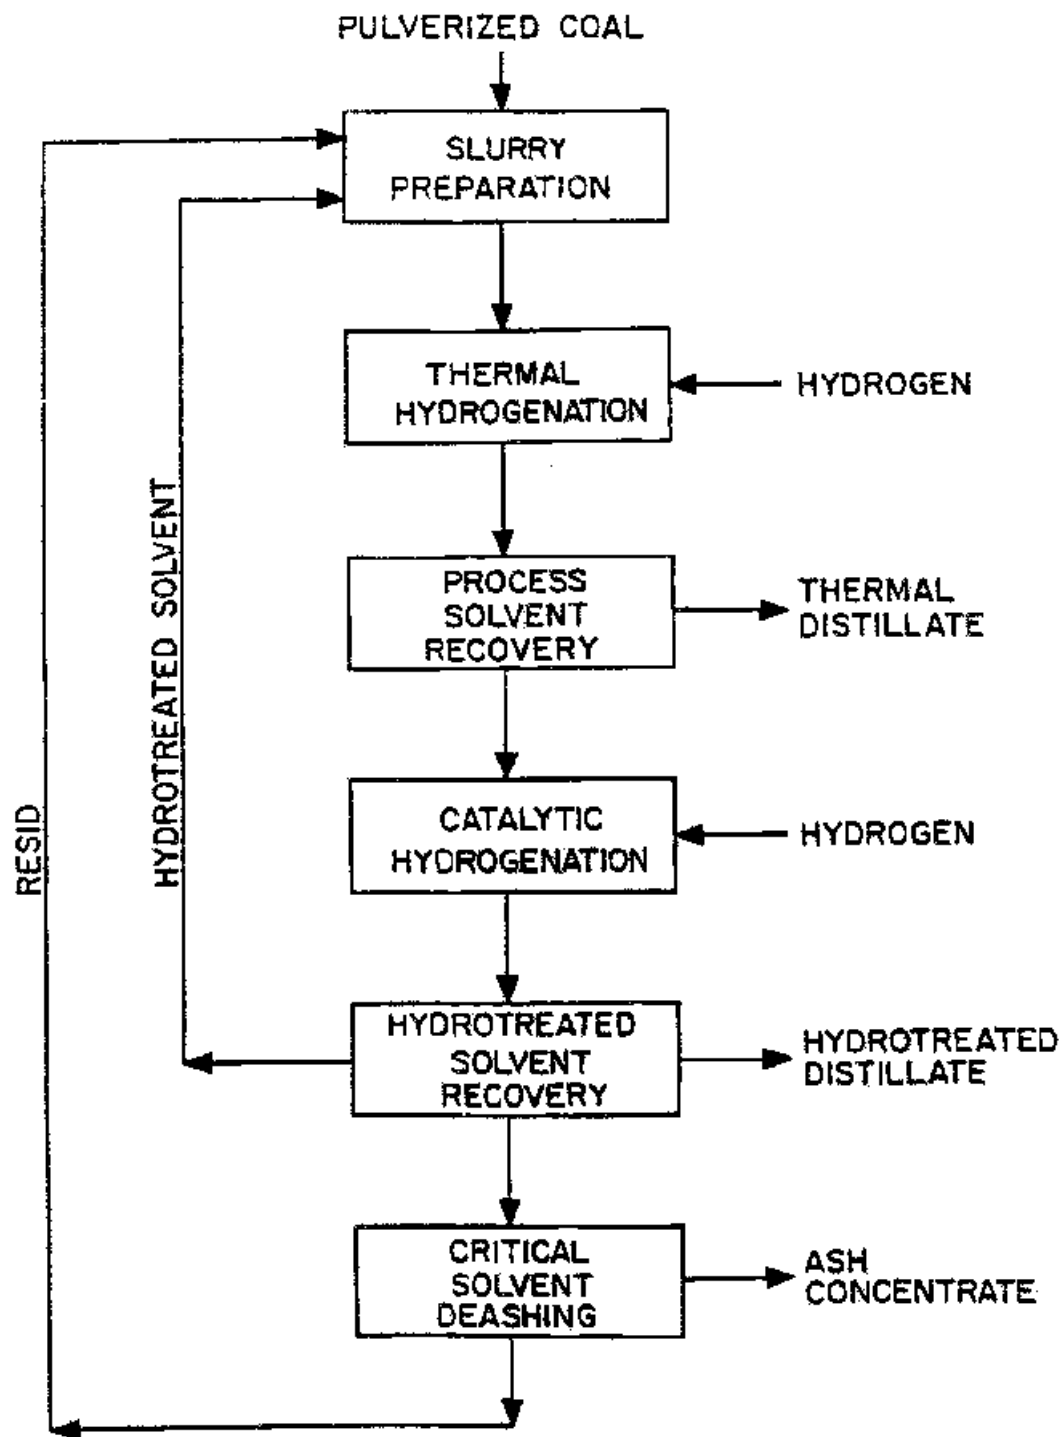 PULVERIZED COAL
SLURRY
PREPARATION
THERMAL
HYDROGENATION
HYDROGEN
PROCESS
SOLVENT
RECOVERY
THERMAL
DISTILLATE
HYDROTREATED SOLVENT
CATALYTIC
HYDROGENATION
HYDROGEN
RESID
HYDROTREATED
SOLVENT
RECOVERY
HYDROTREATED
DISTILLATE
CRITICAL
SOLVENT
DEASHING
ASH
CONCENTRATE